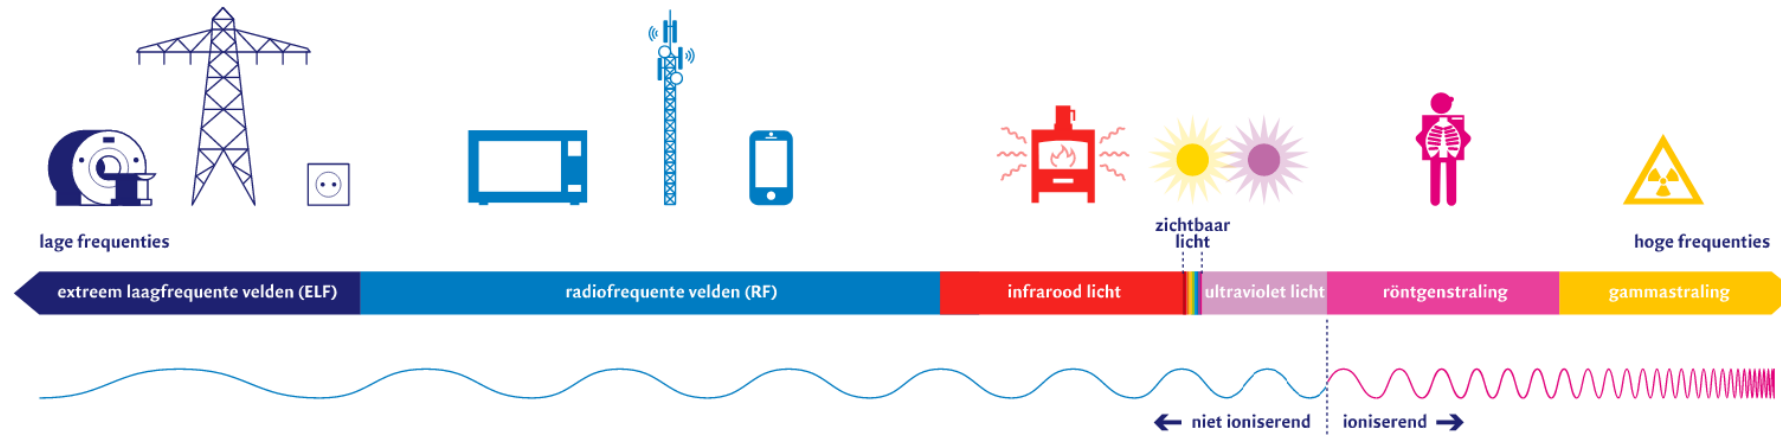 zichtbaar
licht
lage frequenties
hoge frequenties
extreem laagfrequente velden (ELF)
radiofrequente velden (RF)
infrarood licht
ultraviolet licht
röntgenstraling
gammastraling
niet ioniserend
ioniserend